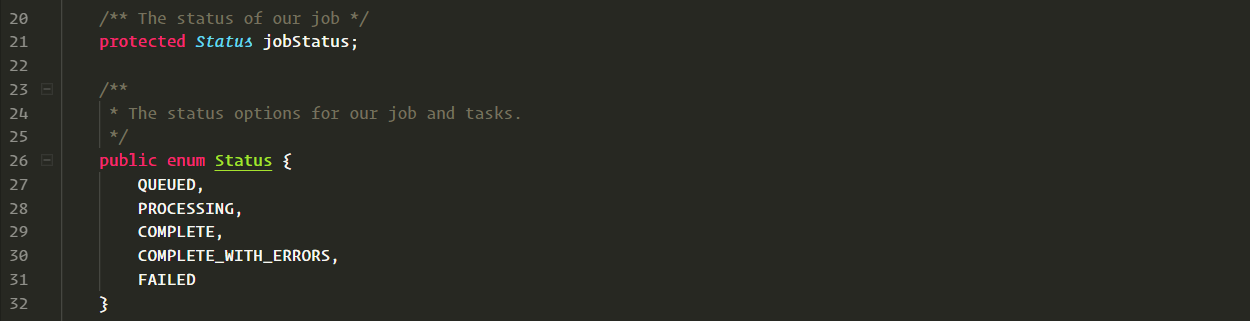 20 /** The status of our job */
21 protected Status jobStatus;
22
23 /**
24 * The status options for our job and tasks.
25 */
26 public enum Status {
27 QUEUED,
28 PROCESSING,
29 COMPLETE,
30 COMPLETE_WITH_ERRORS,
31 FAILED
32 }